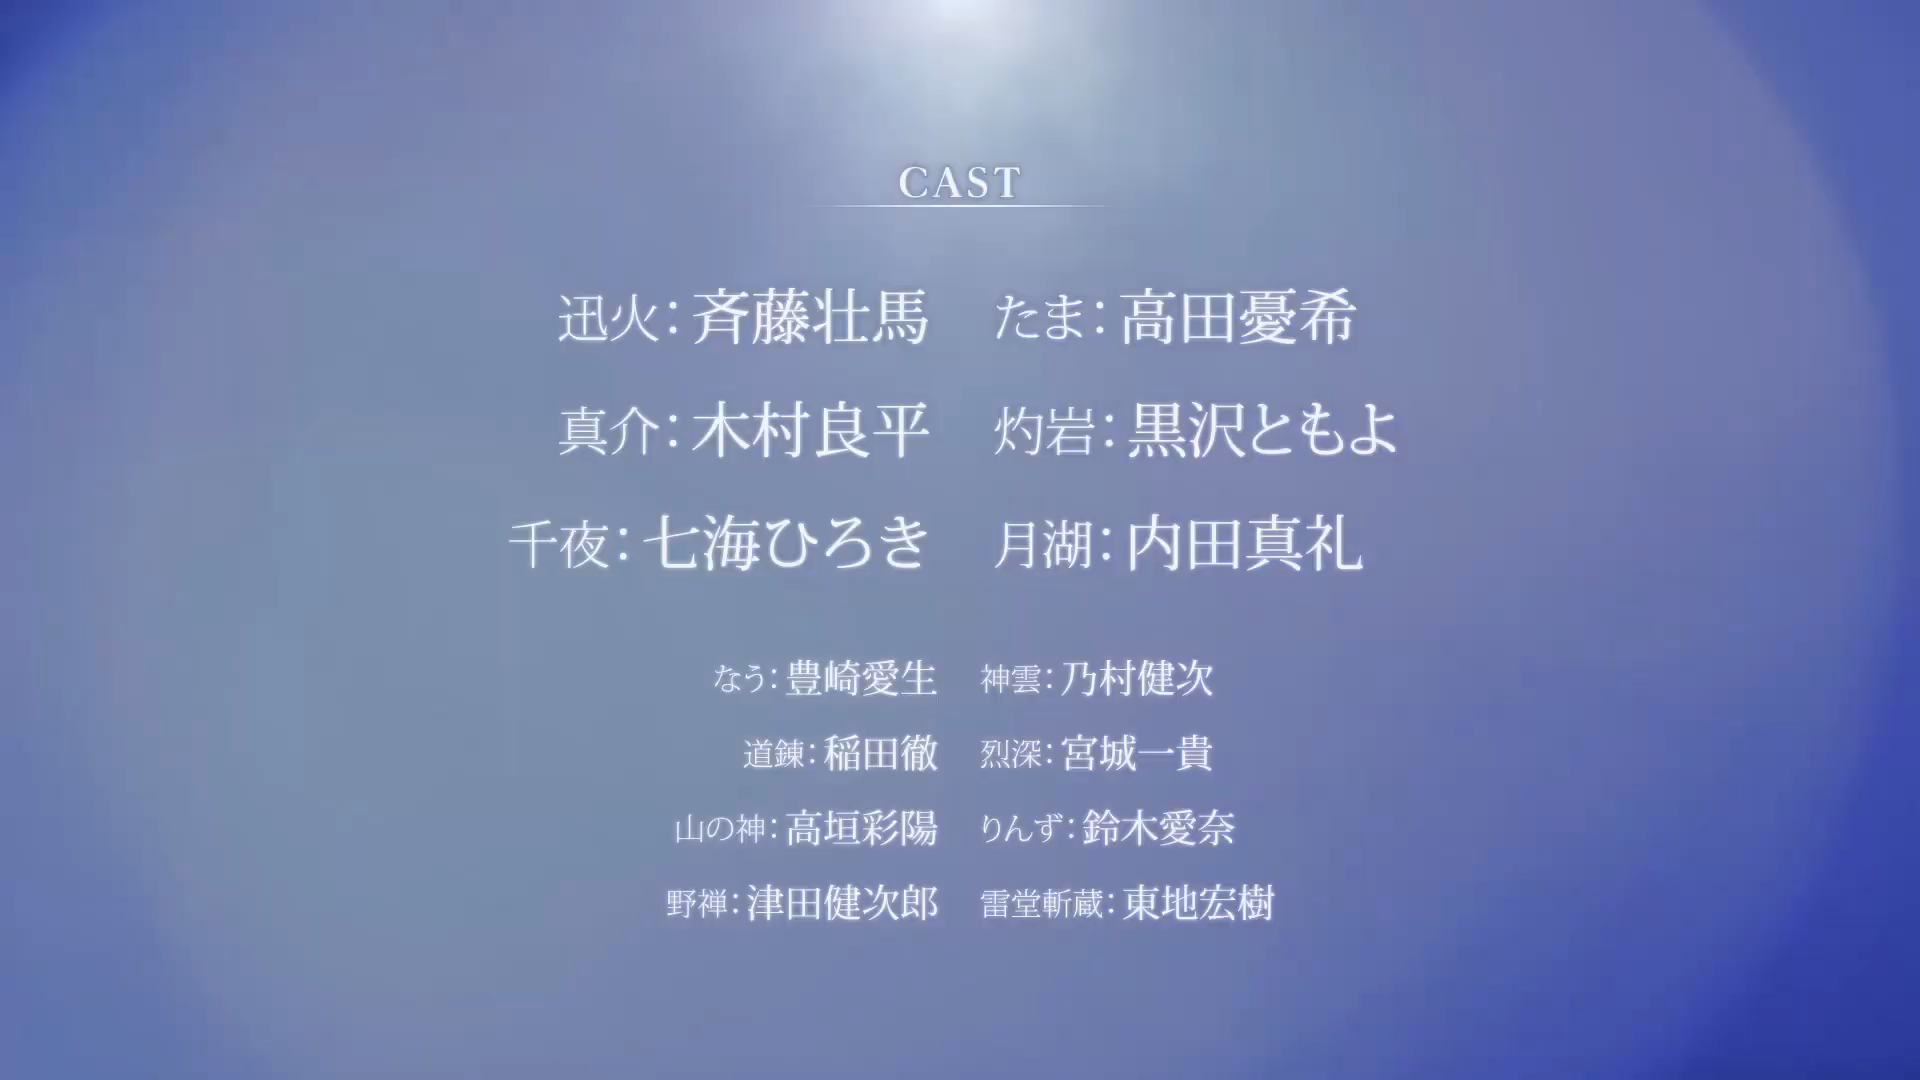 CAST
迅火：斉藤壮馬　たま：高田憂希
真介：木村良平　灼岩：黒沢ともよ
千夜：七海ひろき　月湖：内田真礼
なう：豊崎愛生　神雲：乃村健次
道錬：稲田徹　烈深：宮城一貴
山の神：高垣彩陽　りんず：鈴木愛奈
野禅：津田健次郎　雷堂斬蔵：東地宏樹